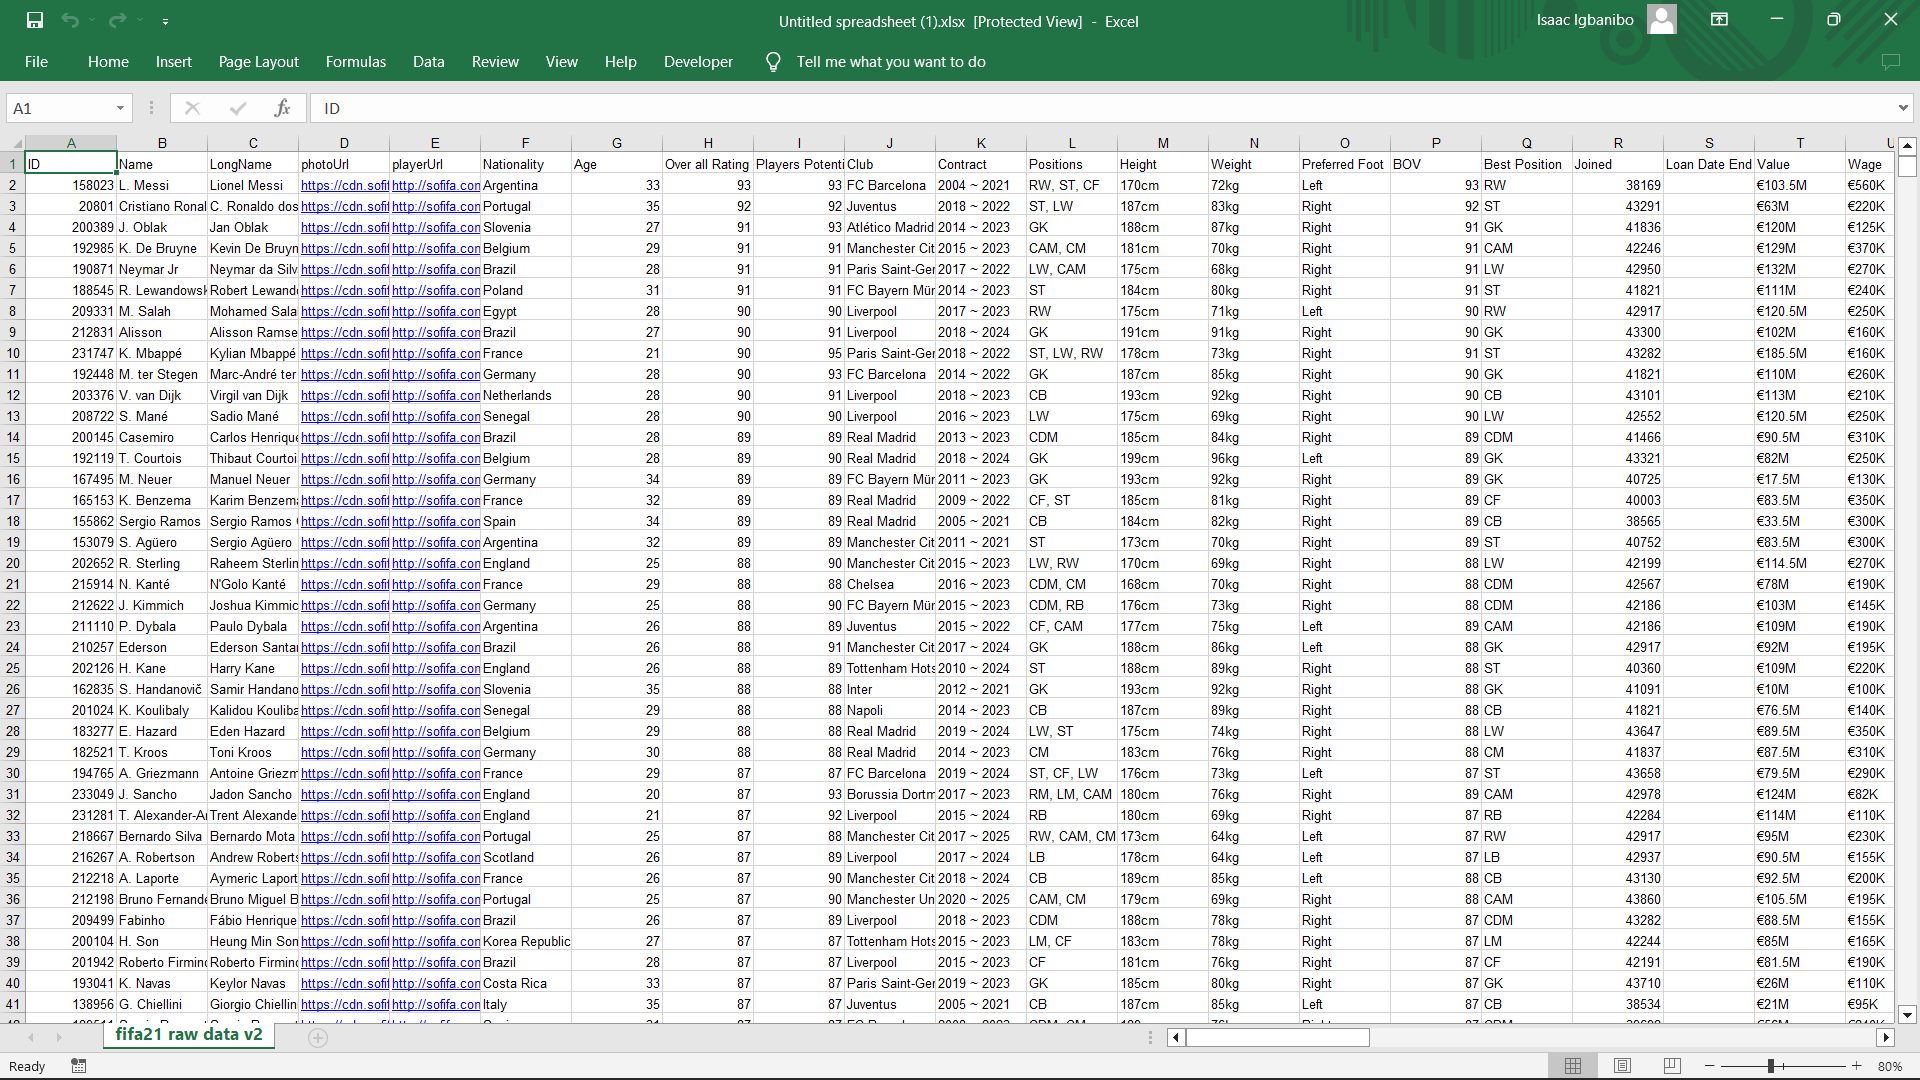 Untitled spreadsheet (1).xlsx [Protected View] - Excel
Isaac Igbanibo
File Home Insert Page Layout Formulas Data Review View Help Developer Tell me what you want to do
A1 fx ID
A B C D E F G H I J K L M N O P Q R S T U
1 ID Name LongName photoUrl playerUrl Nationality Age Over all Rating Players Potenti Club Contract Positions Height Weight Preferred Foot BOV Best Position Joined Loan Date End Value Wage
2 158023 L. Messi Lionel Messi https://cdn.sofif http://sofifa.con Argentina 33 93 93 FC Barcelona 2004 ~ 2021 RW, ST, CF 170cm 72kg Left 93 RW 38169 €103.5M €560K
3 20801 Cristiano Ronal C. Ronaldo dos https://cdn.sofif http://sofifa.con Portugal 35 92 92 Juventus 2018 ~ 2022 ST, LW 187cm 83kg Right 92 ST 43291 €63M €220K
4 200389 J. Oblak Jan Oblak https://cdn.sofif http://sofifa.con Slovenia 27 91 93 Atlético Madrid 2014 ~ 2023 GK 188cm 87kg Right 91 GK 41836 €120M €125K
5 192985 K. De Bruyne Kevin De Bruyn https://cdn.sofif http://sofifa.con Belgium 29 91 91 Manchester Cit 2015 ~ 2023 CAM, CM 181cm 70kg Right 91 CAM 42246 €129M €370K
6 190871 Neymar Jr Neymar da Silv https://cdn.sofif http://sofifa.con Brazil 28 91 91 Paris Saint-Ger 2017 ~ 2022 LW, CAM 175cm 68kg Right 91 LW 42950 €132M €270K
7 188545 R. Lewandowsk Robert Lewand https://cdn.sofif http://sofifa.con Poland 31 91 91 FC Bayern Mür 2014 ~ 2023 ST 184cm 80kg Right 91 ST 41821 €111M €240K
8 209331 M. Salah Mohamed Sala https://cdn.sofif http://sofifa.con Egypt 28 90 90 Liverpool 2017 ~ 2023 RW 175cm 71kg Left 90 RW 42917 €120.5M €250K
9 212831 Alisson Alisson Ramse https://cdn.sofif http://sofifa.con Brazil 27 90 91 Liverpool 2018 ~ 2024 GK 191cm 91kg Right 90 GK 43300 €102M €160K
10 231747 K. Mbappé Kylian Mbappé https://cdn.sofif http://sofifa.con France 21 90 95 Paris Saint-Ger 2018 ~ 2022 ST, LW, RW 178cm 73kg Right 91 ST 43282 €185.5M €160K
11 192448 M. ter Stegen Marc-André ter https://cdn.sofif http://sofifa.con Germany 28 90 93 FC Barcelona 2014 ~ 2022 GK 187cm 85kg Right 90 GK 41821 €110M €260K
12 203376 V. van Dijk Virgil van Dijk https://cdn.sofif http://sofifa.con Netherlands 28 90 91 Liverpool 2018 ~ 2023 CB 193cm 92kg Right 90 CB 43101 €113M €210K
13 208722 S. Mané Sadio Mané https://cdn.sofif http://sofifa.con Senegal 28 90 90 Liverpool 2016 ~ 2023 LW 175cm 69kg Right 90 LW 42552 €120.5M €250K
14 200145 Casemiro Carlos Henrique https://cdn.sofif http://sofifa.con Brazil 28 89 89 Real Madrid 2013 ~ 2023 CDM 185cm 84kg Right 89 CDM 41466 €90.5M €310K
15 192119 T. Courtois Thibaut Courtoi https://cdn.sofif http://sofifa.con Belgium 28 89 90 Real Madrid 2018 ~ 2024 GK 199cm 96kg Left 89 GK 43321 €82M €250K
16 167495 M. Neuer Manuel Neuer https://cdn.sofif http://sofifa.con Germany 34 89 89 FC Bayern Mür 2011 ~ 2023 GK 193cm 92kg Right 89 GK 40725 €17.5M €130K
17 165153 K. Benzema Karim Benzema https://cdn.sofif http://sofifa.con France 32 89 89 Real Madrid 2009 ~ 2022 CF, ST 185cm 81kg Right 89 CF 40003 €83.5M €350K
18 155862 Sergio Ramos Sergio Ramos https://cdn.sofif http://sofifa.con Spain 34 89 89 Real Madrid 2005 ~ 2021 CB 184cm 82kg Right 89 CB 38565 €33.5M €300K
19 153079 S. Agüero Sergio Agüero https://cdn.sofif http://sofifa.con Argentina 32 89 89 Manchester Cit 2011 ~ 2021 ST 173cm 70kg Right 89 ST 40752 €83.5M €300K
20 202652 R. Sterling Raheem Sterlin https://cdn.sofif http://sofifa.con England 25 88 90 Manchester Cit 2015 ~ 2023 LW, RW 170cm 69kg Right 88 LW 42199 €114.5M €270K
21 215914 N. Kanté N'Golo Kanté https://cdn.sofif http://sofifa.con France 29 88 88 Chelsea 2016 ~ 2023 CDM, CM 168cm 70kg Right 88 CDM 42567 €78M €190K
22 212622 J. Kimmich Joshua Kimmic https://cdn.sofif http://sofifa.con Germany 25 88 90 FC Bayern Mür 2015 ~ 2023 CDM, RB 176cm 73kg Right 88 CDM 42186 €103M €145K
23 211110 P. Dybala Paulo Dybala https://cdn.sofif http://sofifa.con Argentina 26 88 89 Juventus 2015 ~ 2022 CF, CAM 177cm 75kg Left 89 CAM 42186 €109M €190K
24 210257 Ederson Ederson Santa https://cdn.sofif http://sofifa.con Brazil 26 88 91 Manchester Cit 2017 ~ 2024 GK 188cm 86kg Left 88 GK 42917 €92M €195K
25 202126 H. Kane Harry Kane https://cdn.sofif http://sofifa.con England 26 88 89 Tottenham Hots 2010 ~ 2024 ST 188cm 89kg Right 88 ST 40360 €109M €220K
26 162835 S. Handanovič Samir Handano https://cdn.sofif http://sofifa.con Slovenia 35 88 88 Inter 2012 ~ 2021 GK 193cm 92kg Right 88 GK 41091 €10M €100K
27 201024 K. Koulibaly Kalidou Kouliba https://cdn.sofif http://sofifa.con Senegal 29 88 88 Napoli 2014 ~ 2023 CB 187cm 89kg Right 88 CB 41821 €76.5M €140K
28 183277 E. Hazard Eden Hazard https://cdn.sofif http://sofifa.con Belgium 29 88 88 Real Madrid 2019 ~ 2024 LW, ST 175cm 74kg Right 88 LW 43647 €89.5M €350K
29 182521 T. Kroos Toni Kroos https://cdn.sofif http://sofifa.con Germany 30 88 88 Real Madrid 2014 ~ 2023 CM 183cm 76kg Right 88 CM 41837 €87.5M €310K
30 194765 A. Griezmann Antoine Griezm https://cdn.sofif http://sofifa.con France 29 87 87 FC Barcelona 2019 ~ 2024 ST, CF, LW 176cm 73kg Left 87 ST 43658 €79.5M €290K
31 233049 J. Sancho Jadon Sancho https://cdn.sofif http://sofifa.con England 20 87 93 Borussia Dortm 2017 ~ 2023 RM, LM, CAM 180cm 76kg Right 89 CAM 42978 €124M €82K
32 231281 T. Alexander-A Trent Alexande https://cdn.sofif http://sofifa.con England 21 87 92 Liverpool 2015 ~ 2024 RB 180cm 69kg Right 87 RB 42284 €114M €110K
33 218667 Bernardo Silva Bernardo Mota https://cdn.sofif http://sofifa.con Portugal 25 87 88 Manchester Cit 2017 ~ 2025 RW, CAM, CM 173cm 64kg Left 87 RW 42917 €95M €230K
34 216267 A. Robertson Andrew Roberts https://cdn.sofif http://sofifa.con Scotland 26 87 89 Liverpool 2017 ~ 2024 LB 178cm 64kg Left 87 LB 42937 €90.5M €155K
35 212218 A. Laporte Aymeric Laport https://cdn.sofif http://sofifa.con France 26 87 90 Manchester Cit 2018 ~ 2024 CB 189cm 85kg Left 88 CB 43130 €92.5M €200K
36 212198 Bruno Fernande Bruno Miguel B https://cdn.sofif http://sofifa.con Portugal 25 87 90 Manchester Un 2020 ~ 2025 CAM, CM 179cm 69kg Right 88 CAM 43860 €105.5M €195K
37 209499 Fabinho Fábio Henrique https://cdn.sofif http://sofifa.con Brazil 26 87 89 Liverpool 2018 ~ 2023 CDM 188cm 78kg Right 87 CDM 43282 €88.5M €155K
38 200104 H. Son Heung Min Son https://cdn.sofif http://sofifa.con Korea Republic 27 87 87 Tottenham Hots 2015 ~ 2023 LM, CF 183cm 78kg Right 87 LM 42244 €85M €165K
39 201942 Roberto Firmino Roberto Firmino https://cdn.sofif http://sofifa.con Brazil 28 87 87 Liverpool 2015 ~ 2023 CF 181cm 76kg Right 87 CF 42191 €81.5M €190K
40 193041 K. Navas Keylor Navas https://cdn.sofif http://sofifa.con Costa Rica 33 87 87 Paris Saint-Ger 2019 ~ 2023 GK 185cm 80kg Right 87 GK 43710 €26M €110K
41 138956 G. Chiellini Giorgio Chiellin https://cdn.sofif http://sofifa.con Italy 35 87 87 Juventus 2005 ~ 2021 CB 187cm 85kg Left 87 CB 38534 €21M €95K
fifa21 raw data v2
Ready 80%